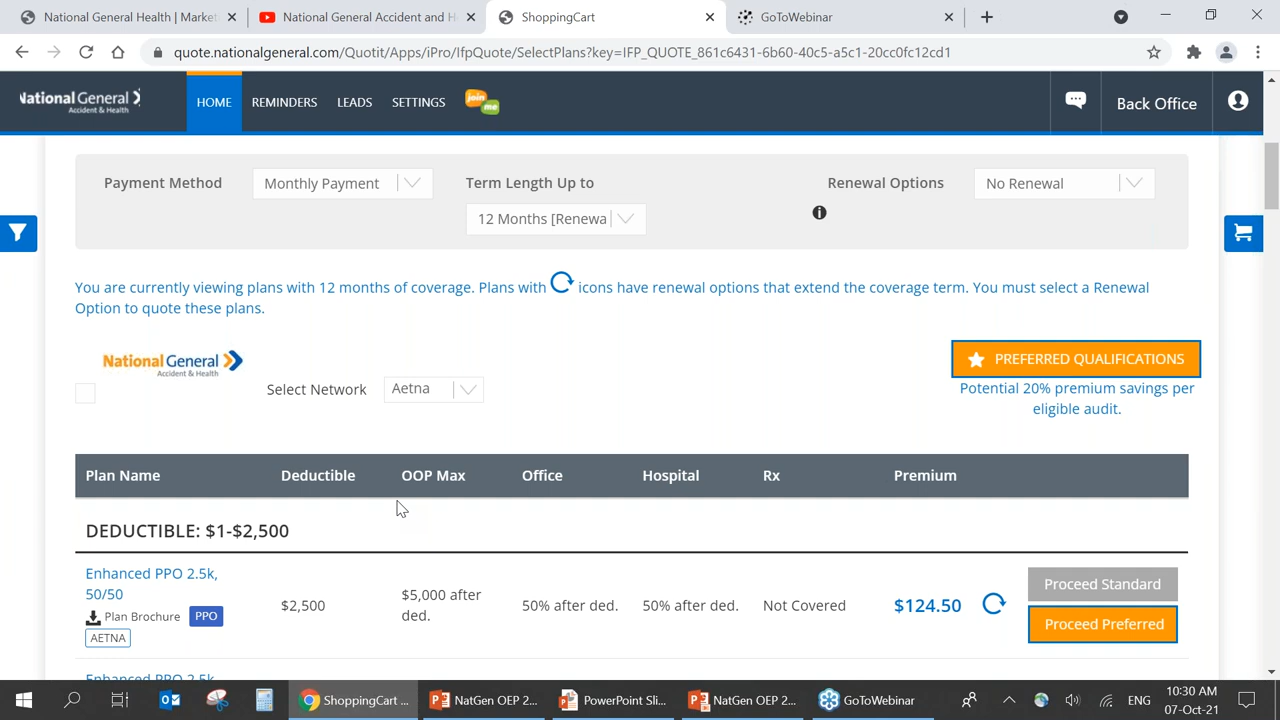 National General Health | Market
National General Accident and H
ShoppingCart
GoToWebinar
quote.nationalgeneral.com/Quotit/Apps/iPro/IfpQuote/SelectPlans?key=IFP_QUOTE_861c6431-6b60-40c5-a5c1-20cc0fc12cd1
National General
Accident & Health
HOME
REMINDERS
LEADS
SETTINGS
join me
Back Office
Payment Method
Monthly Payment
Term Length Up to
12 Months [Renewa
Renewal Options
No Renewal
You are currently viewing plans with 12 months of coverage. Plans with icons have renewal options that extend the coverage term. You must select a Renewal
Option to quote these plans.
National General
Accident & Health
Select Network
Aetna
PREFERRED QUALIFICATIONS
Potential 20% premium savings per
eligible audit.
Plan Name Deductible OOP Max Office Hospital Rx Premium
DEDUCTIBLE: $1-$2,500
Enhanced PPO 2.5k,
50/50
Plan Brochure PPO
AETNA
$2,500
$5,000 after
ded.
50% after ded.
50% after ded.
Not Covered
$124.50
Proceed Standard
Proceed Preferred
Enhanced PPO 2.5k,
ShoppingCart ...
NatGen OEP 2...
PowerPoint Sli...
NatGen OEP 2...
GoToWebinar
ENG
10:30 AM
07-Oct-21